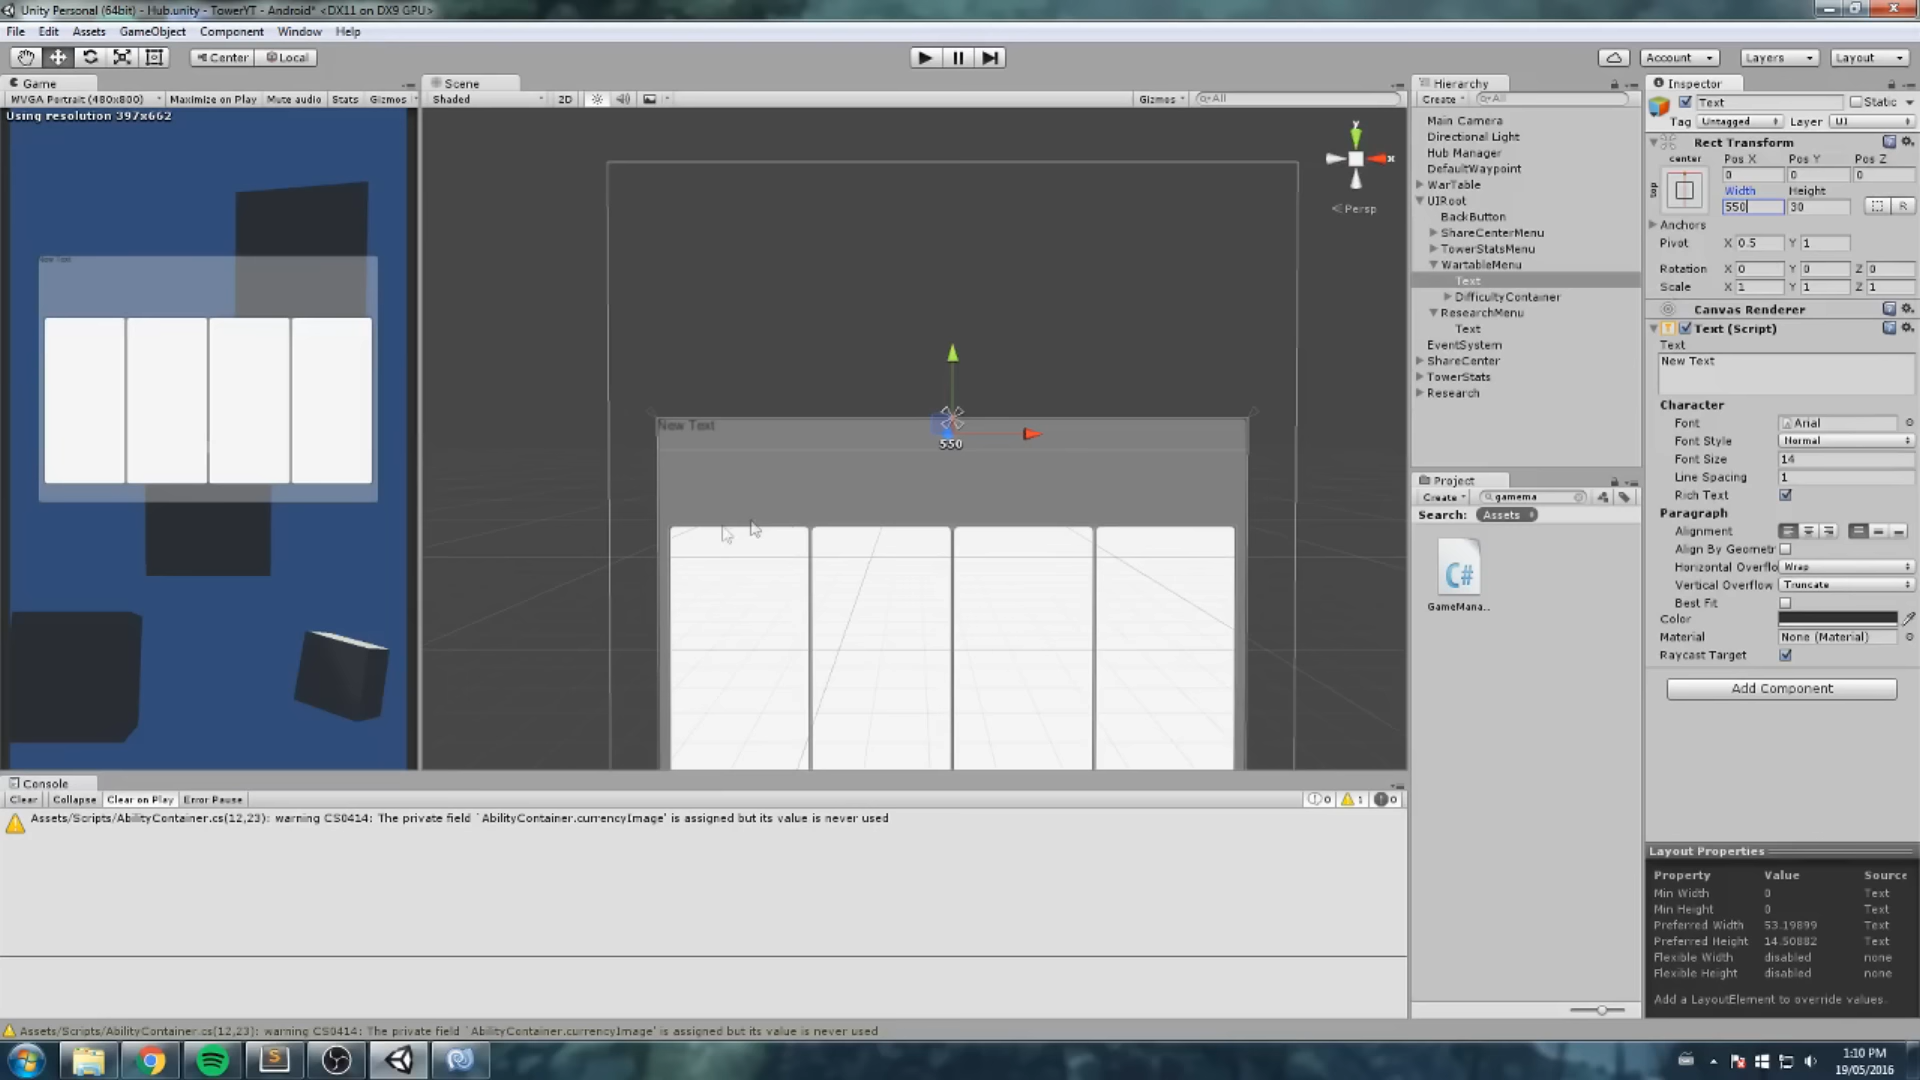 Unity Personal (64bit) - Hub.unity - TowerYT - Android* <DX11 on DX9 GPU>
File Edit Assets GameObject Component Window Help
Center Local
Account Layers Layout
Game
WVGA Portrait (480x800) Maximize on Play Mute audio Stats Gizmos
Using resolution 397x662
New Text
Scene
Shaded 2D Gizmos All
y
x
Persp
New Text
550
Hierarchy
Create All
Main Camera
Directional Light
Hub Manager
DefaultWaypoint
WarTable
UIRoot
BackButton
ShareCenterMenu
TowerStatsMenu
WartableMenu
Text
DifficultyContainer
ResearchMenu
Text
EventSystem
ShareCenter
TowerStats
Research
Project
Create gamema
Search: Assets
C#
GameMana..
Inspector
Text Static
Tag Untagged Layer UI
Rect Transform
center Pos X Pos Y Pos Z
top 0 0 0
Width Height
550 30 R
Anchors
Pivot X 0.5 Y 1
Rotation X 0 Y 0 Z 0
Scale X 1 Y 1 Z 1
Canvas Renderer
Text (Script)
Text
New Text
Character
Font Arial
Font Style Normal
Font Size 14
Line Spacing 1
Rich Text
Paragraph
Alignment
Align By Geometr
Horizontal Overflo Wrap
Vertical Overflow Truncate
Best Fit
Color
Material None (Material)
Raycast Target
Add Component
Layout Properties
Property Value Source
Min Width 0 Text
Min Height 0 Text
Preferred Width 53.19899 Text
Preferred Height 14.50882 Text
Flexible Width disabled none
Flexible Height disabled none
Add a LayoutElement to override values.
Console
Clear Collapse Clear on Play Error Pause 0 1 0
Assets/Scripts/AbilityContainer.cs(12,23): warning CS0414: The private field `AbilityContainer.currencyImage' is assigned but its value is never used
Assets/Scripts/AbilityContainer.cs(12,23): warning CS0414: The private field `AbilityContainer.currencyImage' is assigned but its value is never used
1:10 PM
19/05/2016